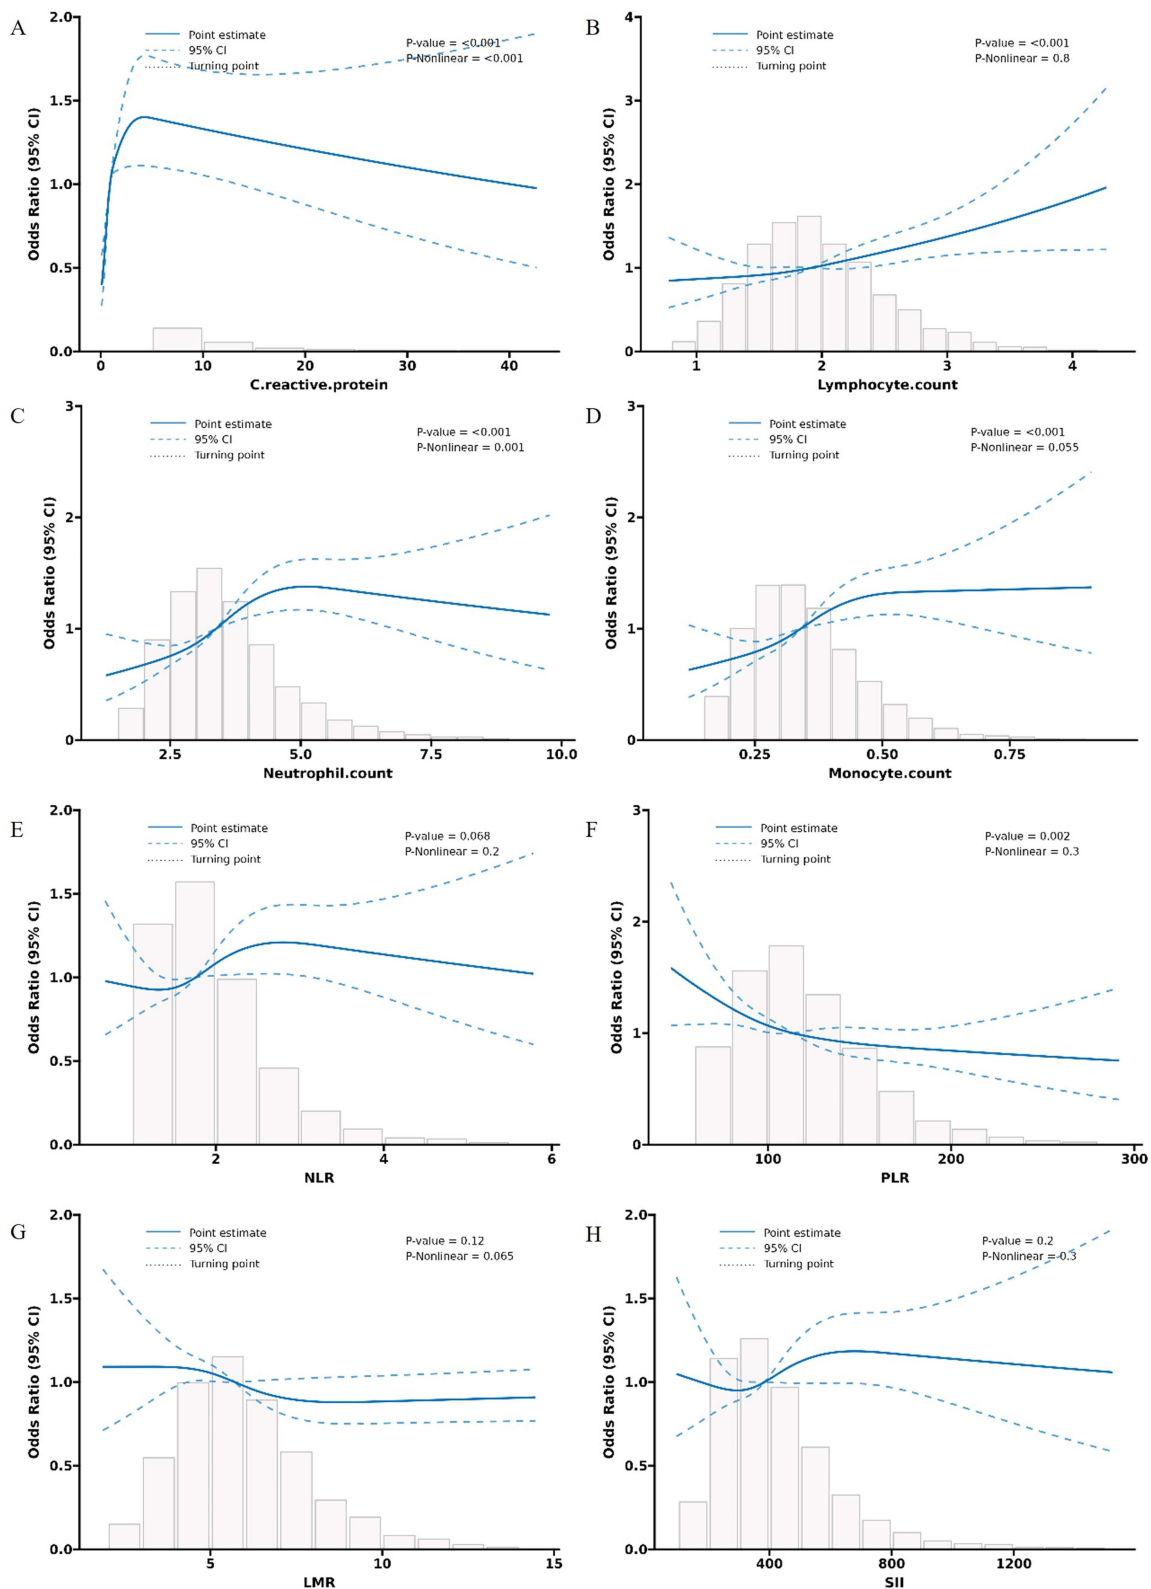 A
2.0
Point estimate
95% CI
Turning point
P-value = <0.001
P-Nonlinear = <0.001
1.5
1.0
0.5
0.0
Odds Ratio (95% CI)
0 10 20 30 40
C.reactive.protein
B
4
Point estimate
95% CI
Turning point
P-value = <0.001
P-Nonlinear = 0.8
3
2
1
0
Odds Ratio (95% CI)
1 2 3 4
Lymphocyte.count
C
3
Point estimate
95% CI
Turning point
P-value = <0.001
P-Nonlinear = 0.001
2
1
0
Odds Ratio (95% CI)
2.5 5.0 7.5 10.0
Neutrophil.count
D
3
Point estimate
95% CI
Turning point
P-value = <0.001
P-Nonlinear = 0.055
2
1
0
Odds Ratio (95% CI)
0.25 0.50 0.75
Monocyte.count
E
2.0
Point estimate
95% CI
Turning point
P-value = 0.068
P-Nonlinear = 0.2
1.5
1.0
0.5
0.0
Odds Ratio (95% CI)
2 4 6
NLR
F
3
Point estimate
95% CI
Turning point
P-value = 0.002
P-Nonlinear = 0.3
2
1
0
Odds Ratio (95% CI)
100 200 300
PLR
G
2.0
Point estimate
95% CI
Turning point
P-value = 0.12
P-Nonlinear = 0.065
1.5
1.0
0.5
0.0
Odds Ratio (95% CI)
5 10 15
LMR
H
2.0
Point estimate
95% CI
Turning point
P-value = 0.2
P-Nonlinear = 0.3
1.5
1.0
0.5
0.0
Odds Ratio (95% CI)
400 800 1200
SII